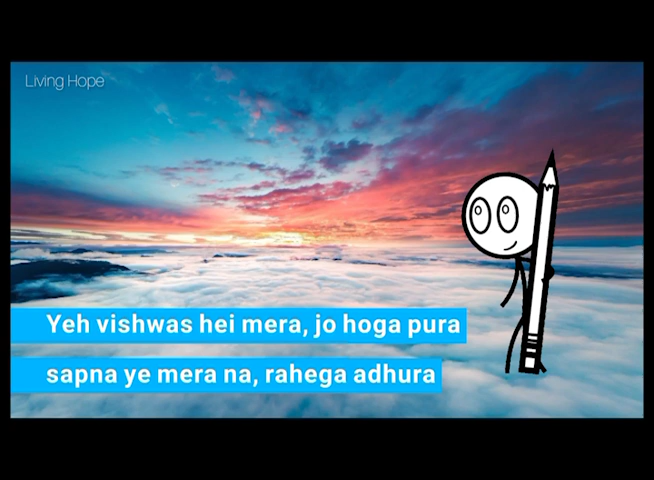 Living Hope
Yeh vishwas hei mera, jo hoga pura
sapna ye mera na, rahega adhura